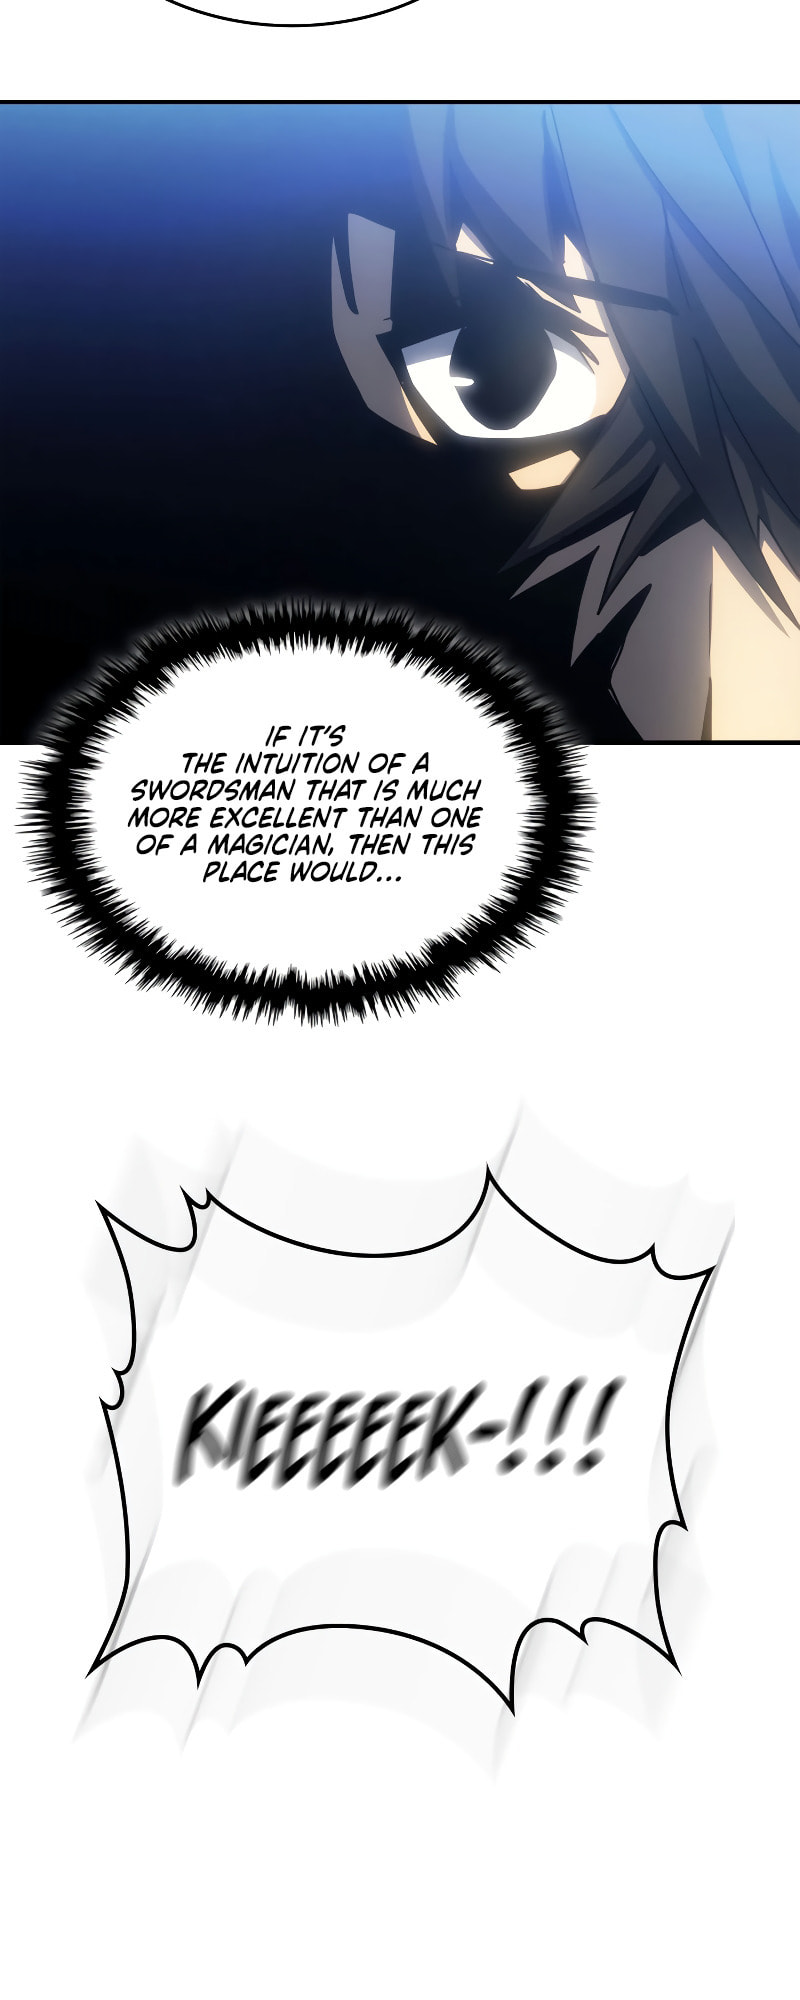 IF IT'S
THE INTUITION OF A
SWORDSMAN THAT IS MUCH
MORE EXCELLENT THAN ONE
OF A MAGICIAN, THEN THIS
PLACE WOULD...
KIEEEEEK-!!!